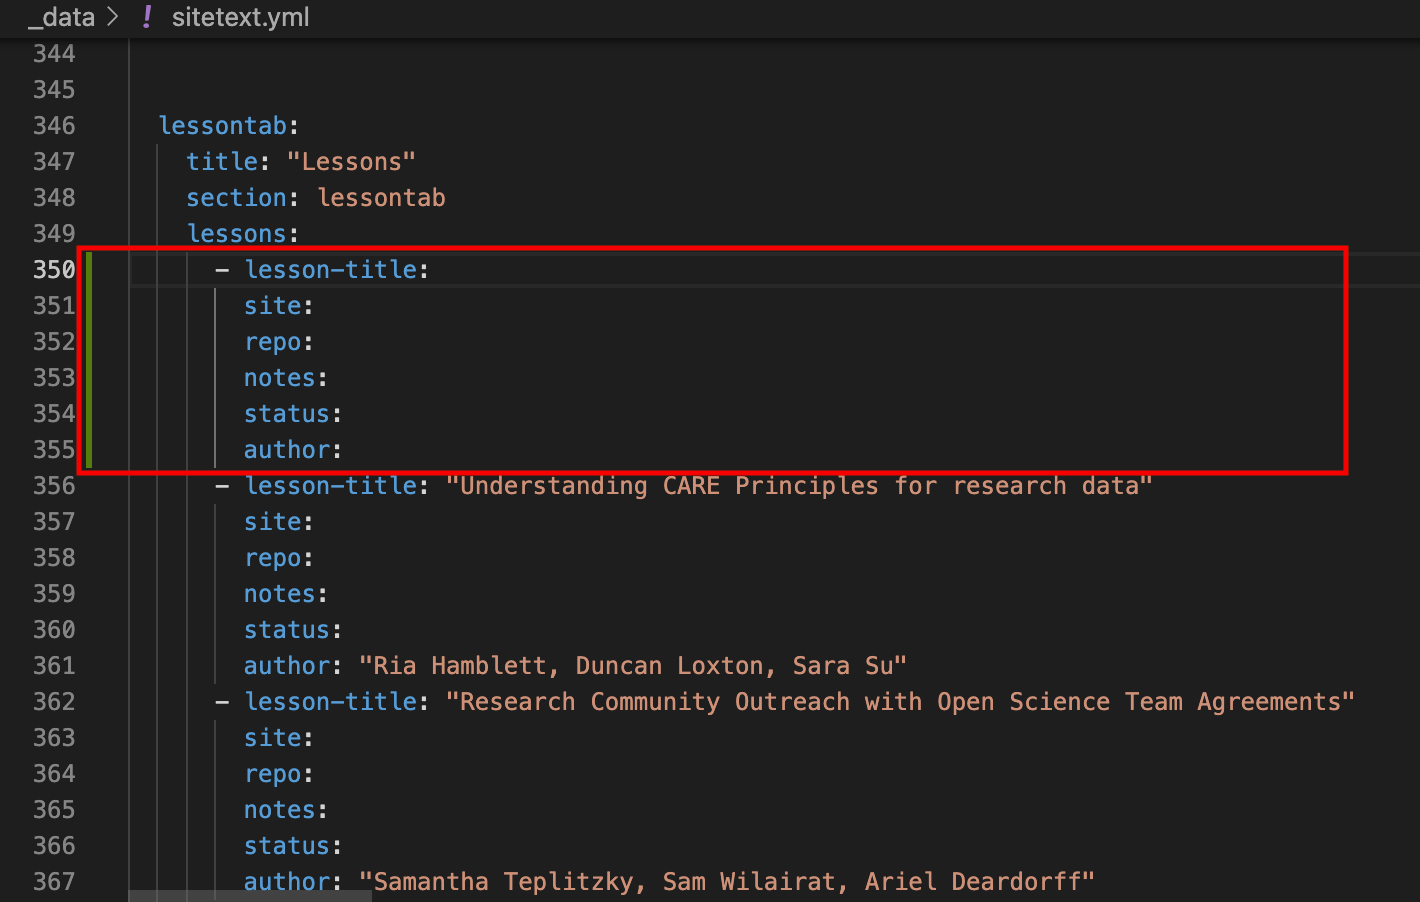 _data > ! sitetext.yml
344
345
346 lessontab:
347 title: "Lessons"
348 section: lessontab
349 lessons:
350 - lesson-title:
351 site:
352 repo:
353 notes:
354 status:
355 author:
356 - lesson-title: "Understanding CARE Principles for research data"
357 site:
358 repo:
359 notes:
360 status:
361 author: "Ria Hamblett, Duncan Loxton, Sara Su"
362 - lesson-title: "Research Community Outreach with Open Science Team Agreements"
363 site:
364 repo:
365 notes:
366 status:
367 author: "Samantha Teplitzky, Sam Wilairat, Ariel Deardorff"